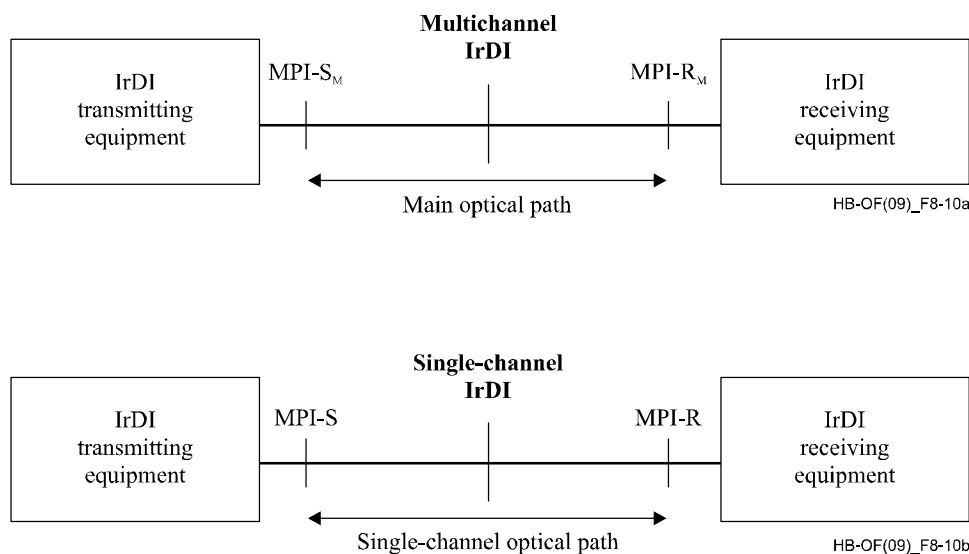 Multichannel
IrDI
IrDI
transmitting
equipment
MPI-S_M
MPI-R_M
IrDI
receiving
equipment
Main optical path
HB-OF(09)_F8-10a
Single-channel
IrDI
IrDI
transmitting
equipment
MPI-S
MPI-R
IrDI
receiving
equipment
Single-channel optical path
HB-OF(09)_F8-10b